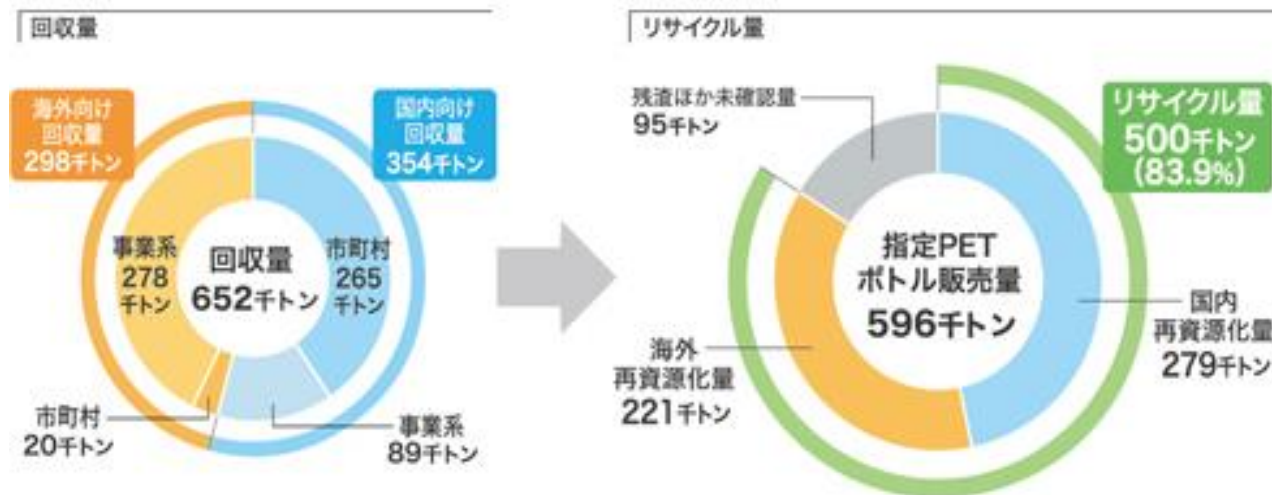 回収量
海外向け
回収量
298千トン
国内向け
回収量
354千トン
事業系
278
千トン
回収量
652千トン
市町村
265
千トン
市町村
20千トン
事業系
89千トン
リサイクル量
残渣ほか未確認量
95千トン
リサイクル量
500千トン
(83.9%)
指定PET
ボトル販売量
596千トン
国内
再資源化量
279千トン
海外
再資源化量
221千トン